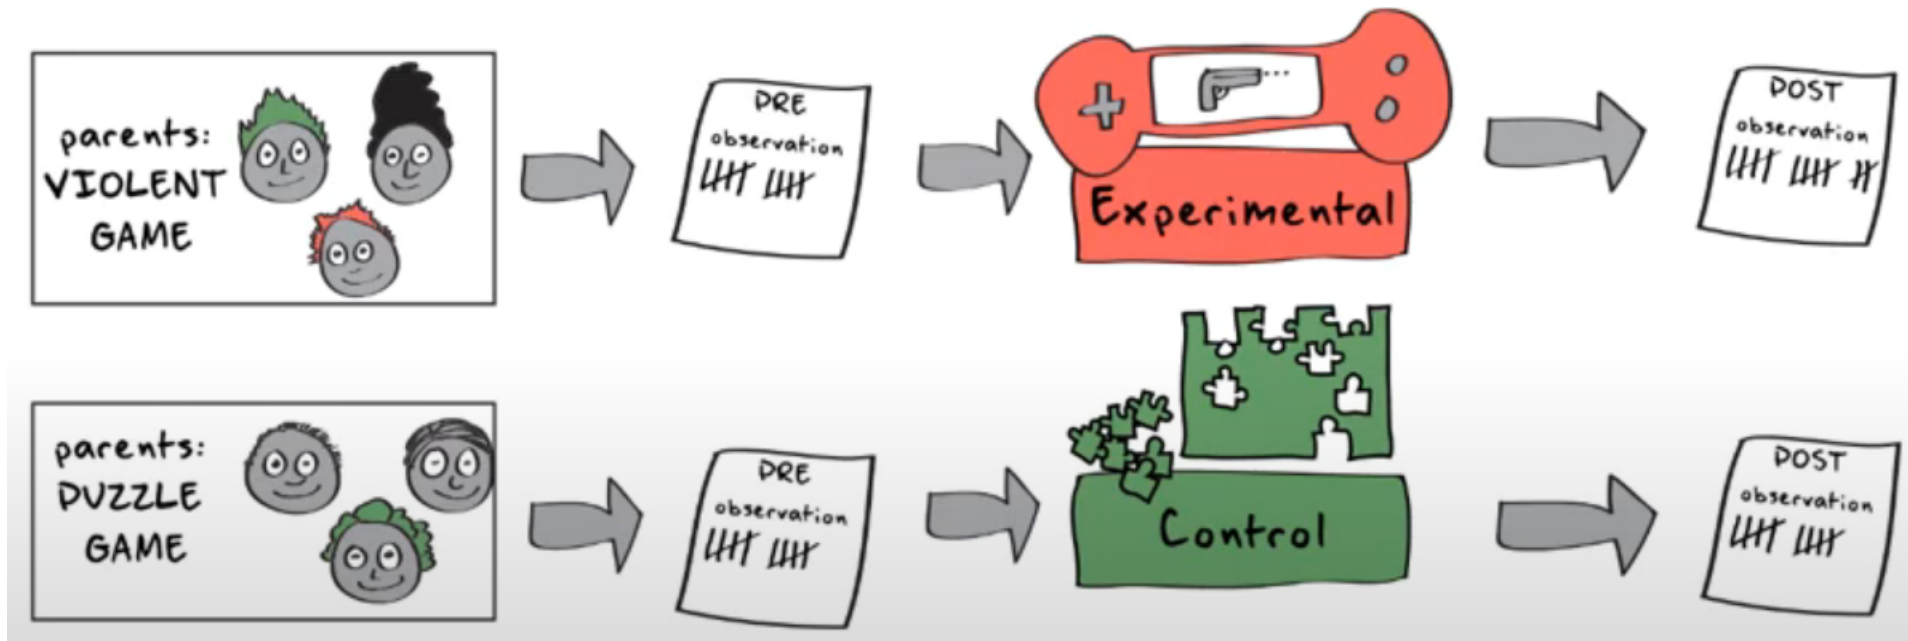 parents:
VIOLENT
GAME
PRE
observation
Experimental
POST
observation
parents:
PUZZLE
GAME
PRE
observation
Control
POST
observation